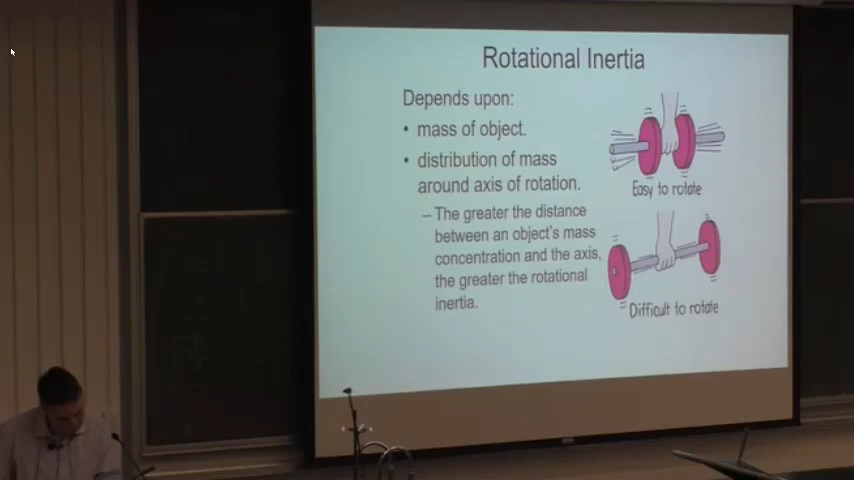 Rotational Inertia
Depends upon:
• mass of object.
• distribution of mass
around axis of rotation.
– The greater the distance
between an object's mass
concentration and the axis,
the greater the rotational
inertia.
Easy to rotate
Difficult to rotate